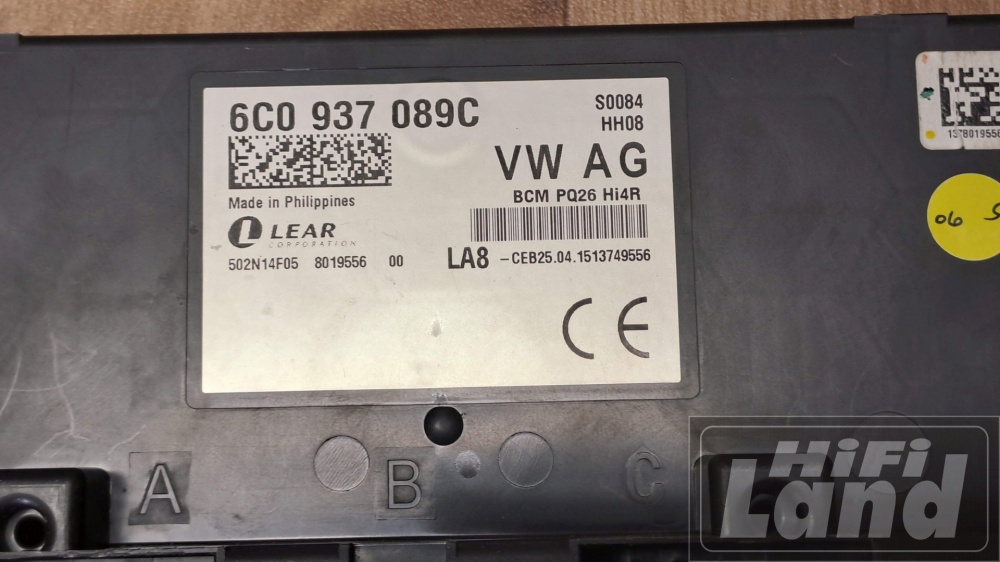 6C0 937 089C
S0084
HH08
VW AG
Made in Philippines
BCM PQ26 Hi4R
LEAR
CORPORATION
502N14F05 8019556 00
LA8 -CEB25.04.1513749556
CE
06
A
B
C
HiFi
Land